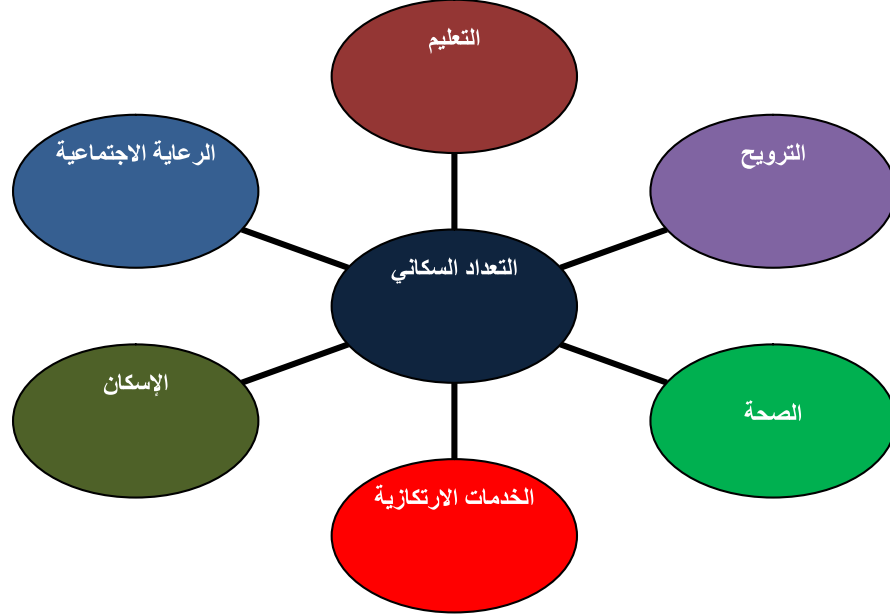 التعليم
الترويح
الرعاية الاجتماعية
التعداد السكاني
الإسكان
الصحة
الخدمات الارتكازية